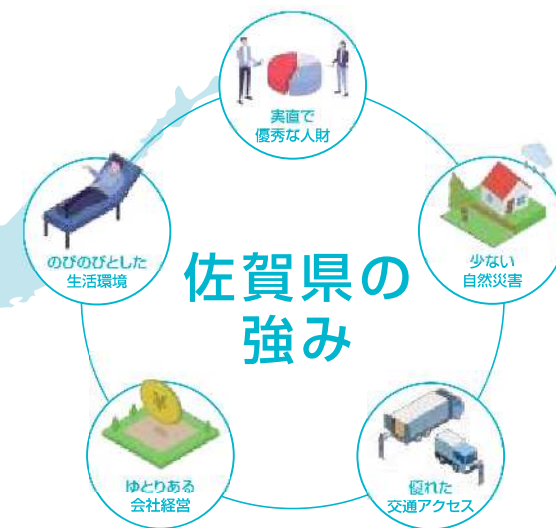 実直で
優秀な人財
のびのびとした
生活環境
少ない
自然災害
佐賀県の
強み
ゆとりある
会社経営
優れた
交通アクセス